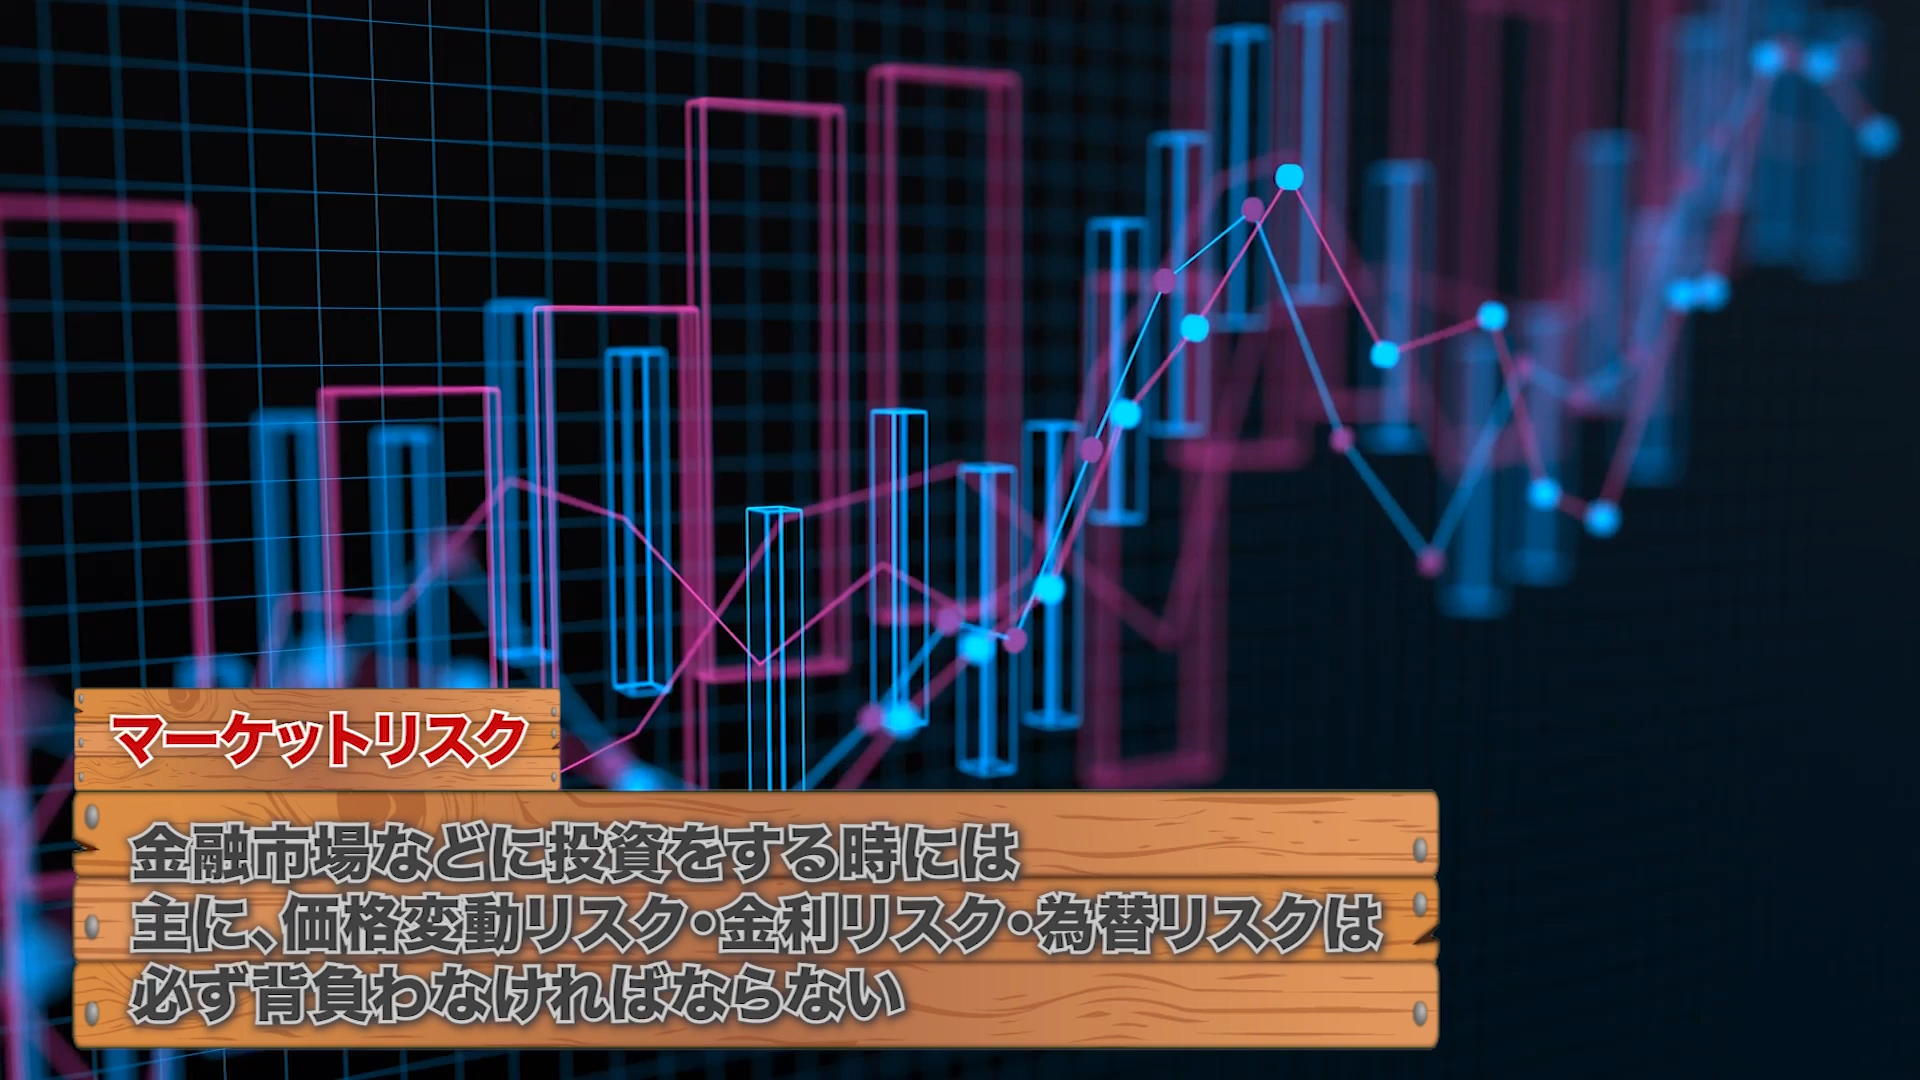 マーケットリスク
金融市場などに投資をする時には
主に、価格変動リスク・金利リスク・為替リスクは
必ず背負わなければならない